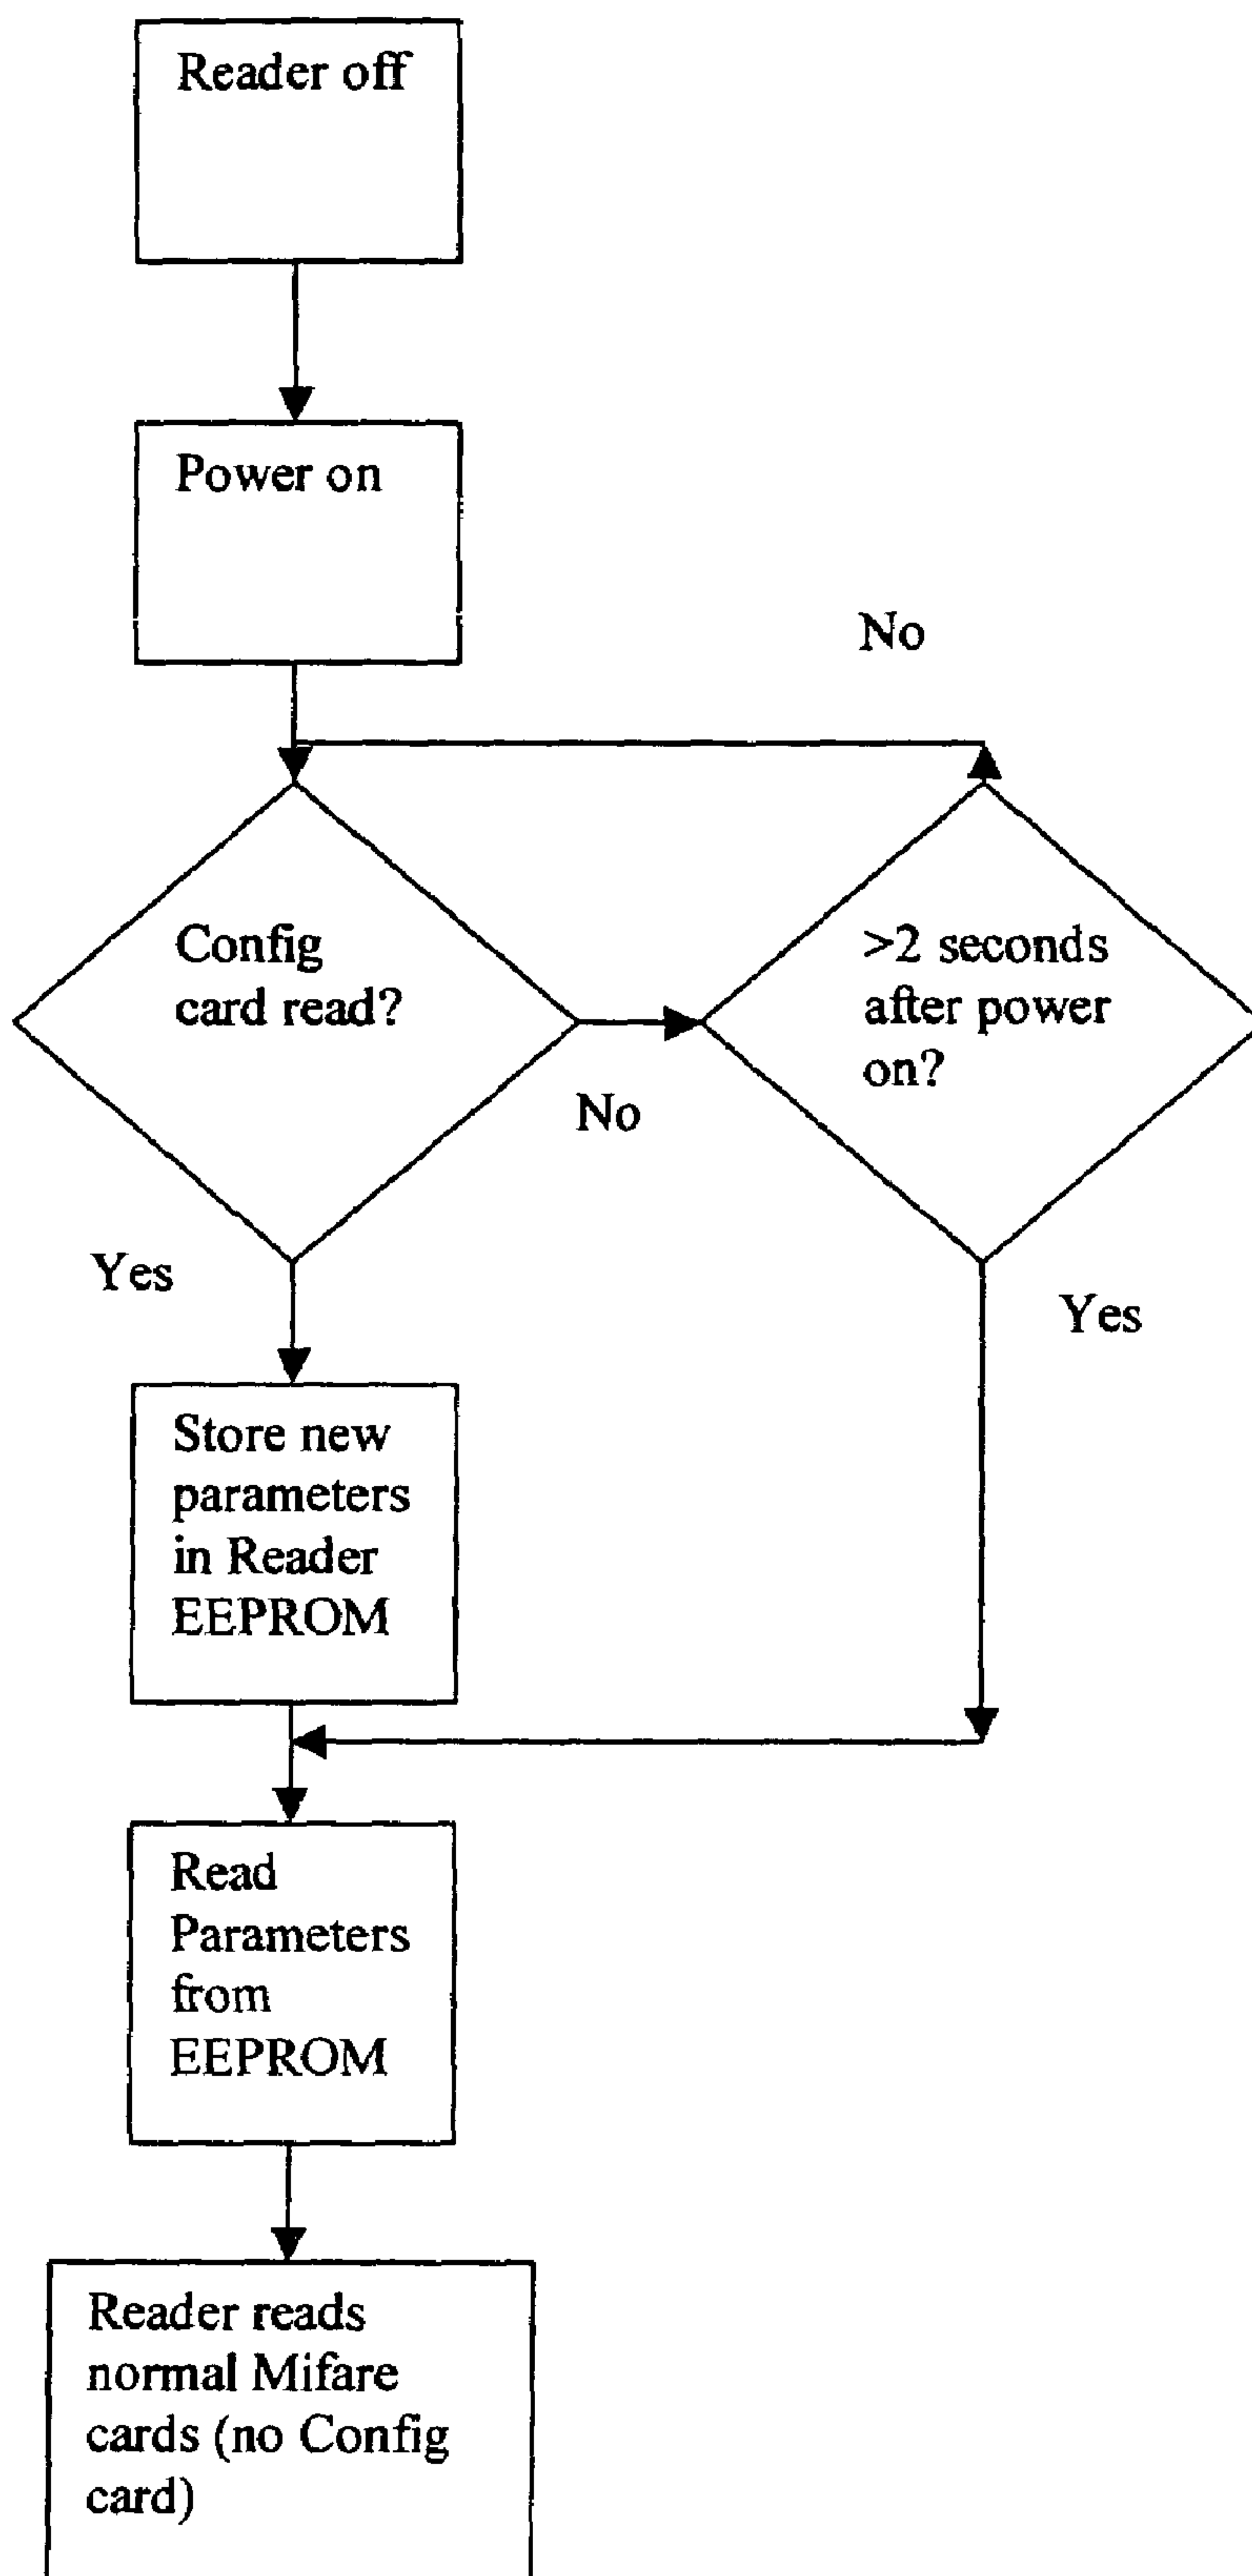 Reader off
Power on
No
Config
card read?
>2 seconds
after power
on?
No
Yes
Yes
Store new
parameters
in Reader
EEPROM
Read
Parameters
from
EEPROM
Reader reads
normal Mifare
cards (no Config
card)